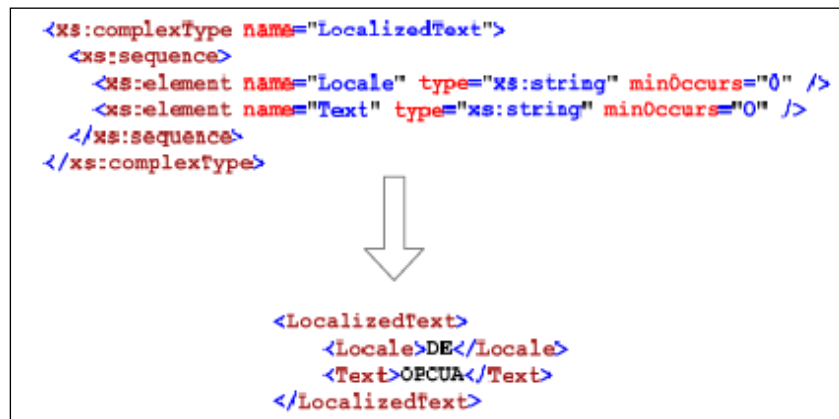 <xs:complexType name="LocalizedText">
<xs:sequence>
<xs:element name="Locale" type="xs:string" minOccurs="0" />
<xs:element name="Text" type="xs:string" minOccurs="O" />
</xs:sequence>
</xs:complexType>
<LocalizedText>
<Locale>DE</Locale>
<Text>OPCUA</Text>
</LocalizedText>